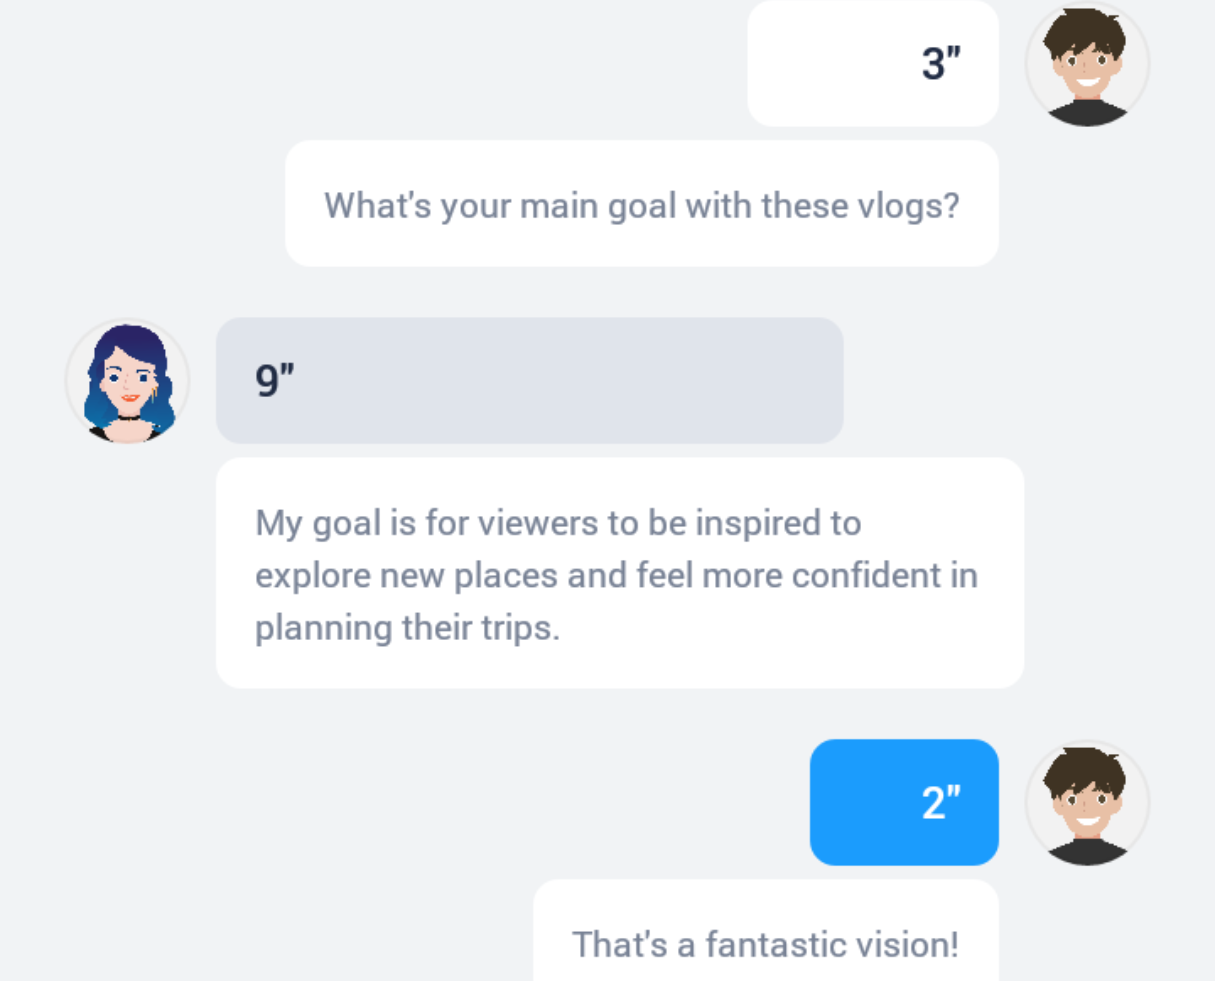 3"
What's your main goal with these vlogs?
9"
My goal is for viewers to be inspired to
explore new places and feel more confident in
planning their trips.
2"
That's a fantastic vision!